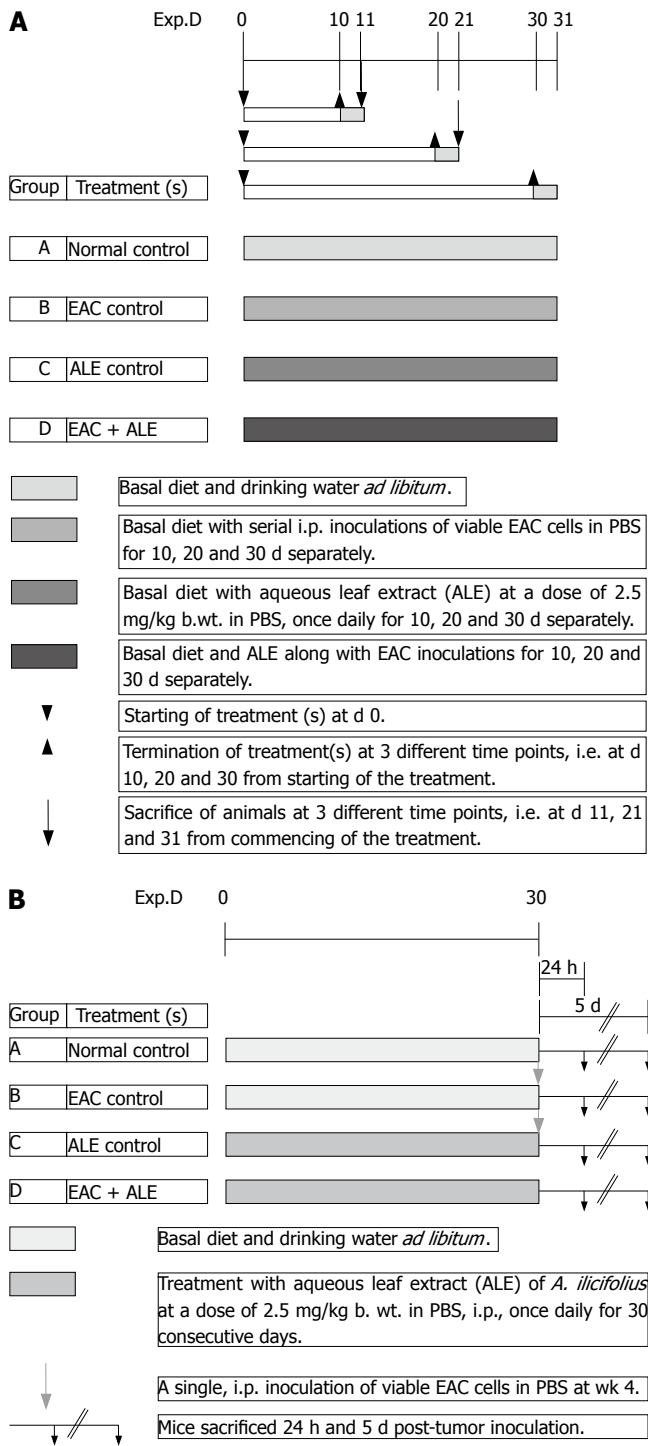 A
Exp.D 0 10 11 20 21 30 31
Group Treatment (s)
A Normal control
B EAC control
C ALE control
D EAC + ALE
Basal diet and drinking water ad libitum.
Basal diet with serial i.p. inoculations of viable EAC cells in PBS
for 10, 20 and 30 d separately.
Basal diet with aqueous leaf extract (ALE) at a dose of 2.5
mg/kg b.wt. in PBS, once daily for 10, 20 and 30 d separately.
Basal diet and ALE along with EAC inoculations for 10, 20 and
30 d separately.
Starting of treatment (s) at d 0.
Termination of treatment(s) at 3 different time points, i.e. at d
10, 20 and 30 from starting of the treatment.
Sacrifice of animals at 3 different time points, i.e. at d 11, 21
and 31 from commencing of the treatment.
B
Exp.D 0 30
24 h
5 d
Group Treatment (s)
A Normal control
B EAC control
C ALE control
D EAC + ALE
Basal diet and drinking water ad libitum.
Treatment with aqueous leaf extract (ALE) of A. ilicifolius
at a dose of 2.5 mg/kg b. wt. in PBS, i.p., once daily for 30
consecutive days.
A single, i.p. inoculation of viable EAC cells in PBS at wk 4.
Mice sacrificed 24 h and 5 d post-tumor inoculation.